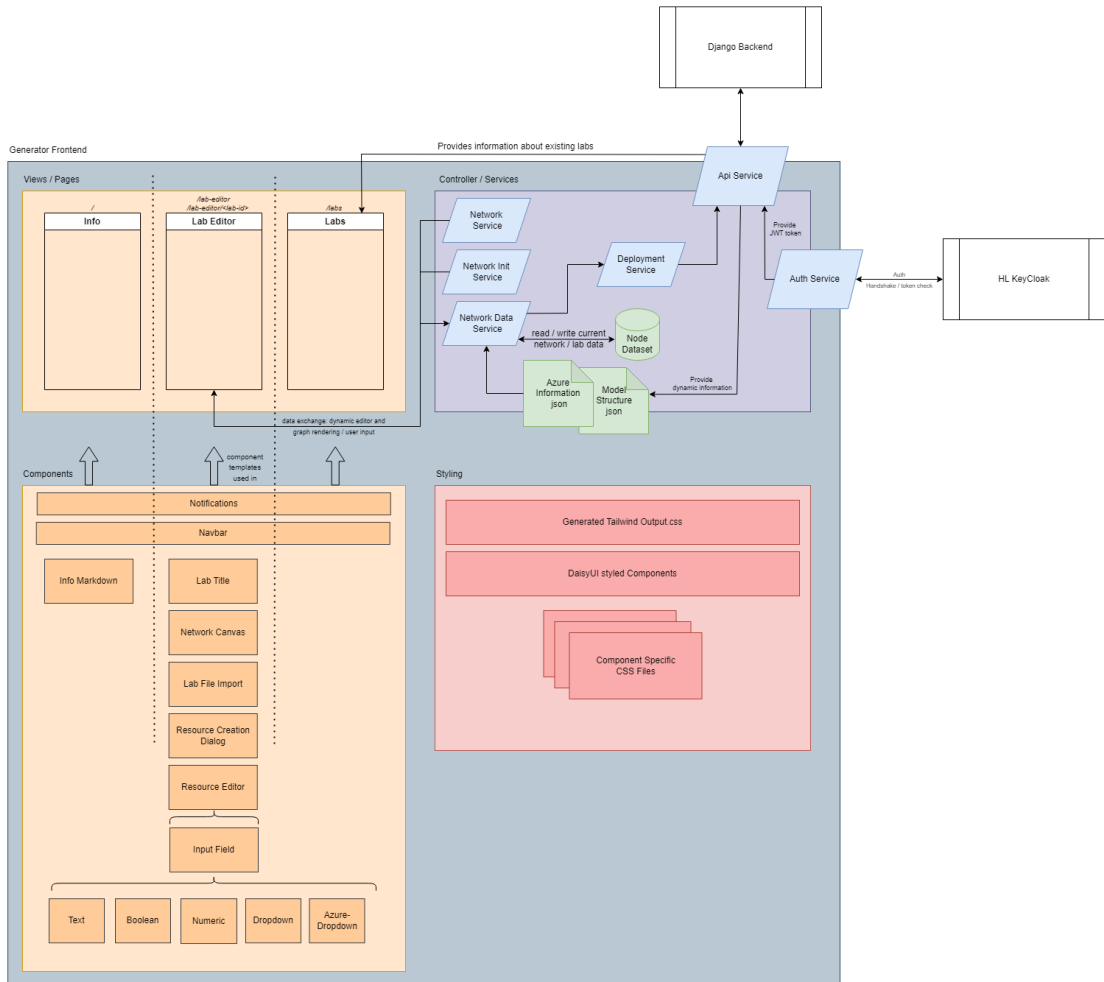 Django Backend
Generator Frontend
Provides information about existing labs
Api Service
Views / Pages
Controller / Services
/
/lab-editor
/lab-editor/<lab-id>
/labs
Info
Lab Editor
Labs
Network
Service
Provide
JWT token
Network Init
Service
Deployment
Service
Auth Service
Auth
Handshake / token check
HL KeyCloak
Network Data
Service
read / write current
network / lab data
Node
Dataset
Azure
Information
json
Model
Structure
json
Provide
dynamic information
data exchange: dynamic editor and
graph rendering / user input
component
templates
used in
Components
Styling
Notifications
Navbar
Generated Tailwind Output.css
DaisyUI styled Components
Info Markdown
Lab Title
Network Canvas
Component Specific
CSS Files
Lab File Import
Resource Creation
Dialog
Resource Editor
Input Field
Text
Boolean
Numeric
Dropdown
Azure-
Dropdown